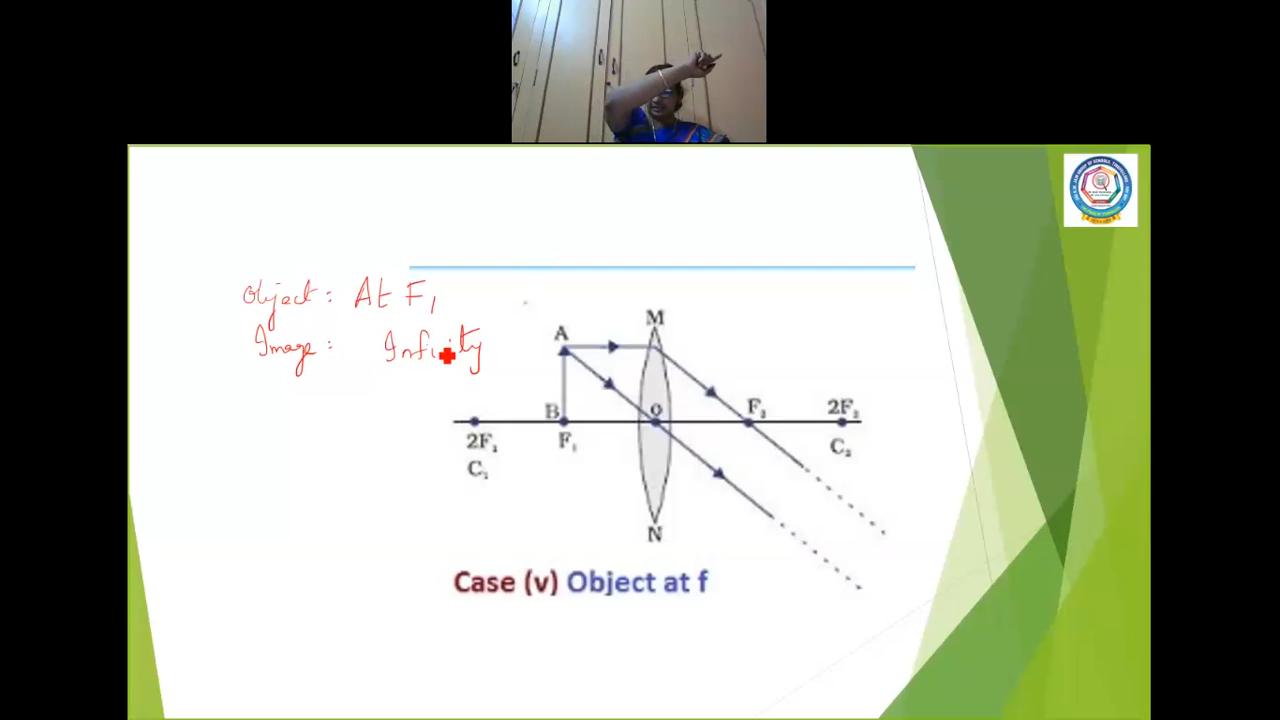 Object: At F1
Image: Infinity
M
A
B
O
F2
2F2
2F1
F1
C2
C1
N
Case (v) Object at f